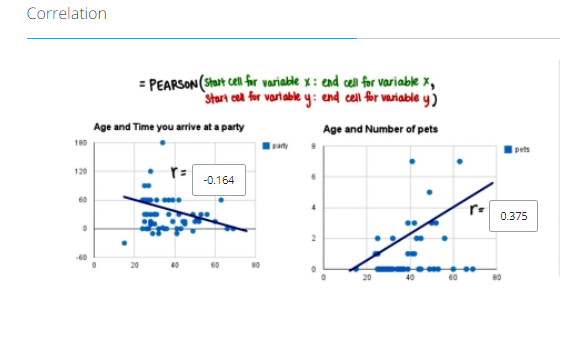 Correlation
= PEARSON(Start cell for variable x : end cell for variable x,
Start cell for variable y : end cell for variable y)
Age and Time you arrive at a party
180
120
60
0
-60
0 20 40 60 80
party
r=
-0.164
Age and Number of pets
8
6
4
2
0
0 20 40 60 80
pets
r=
0.375